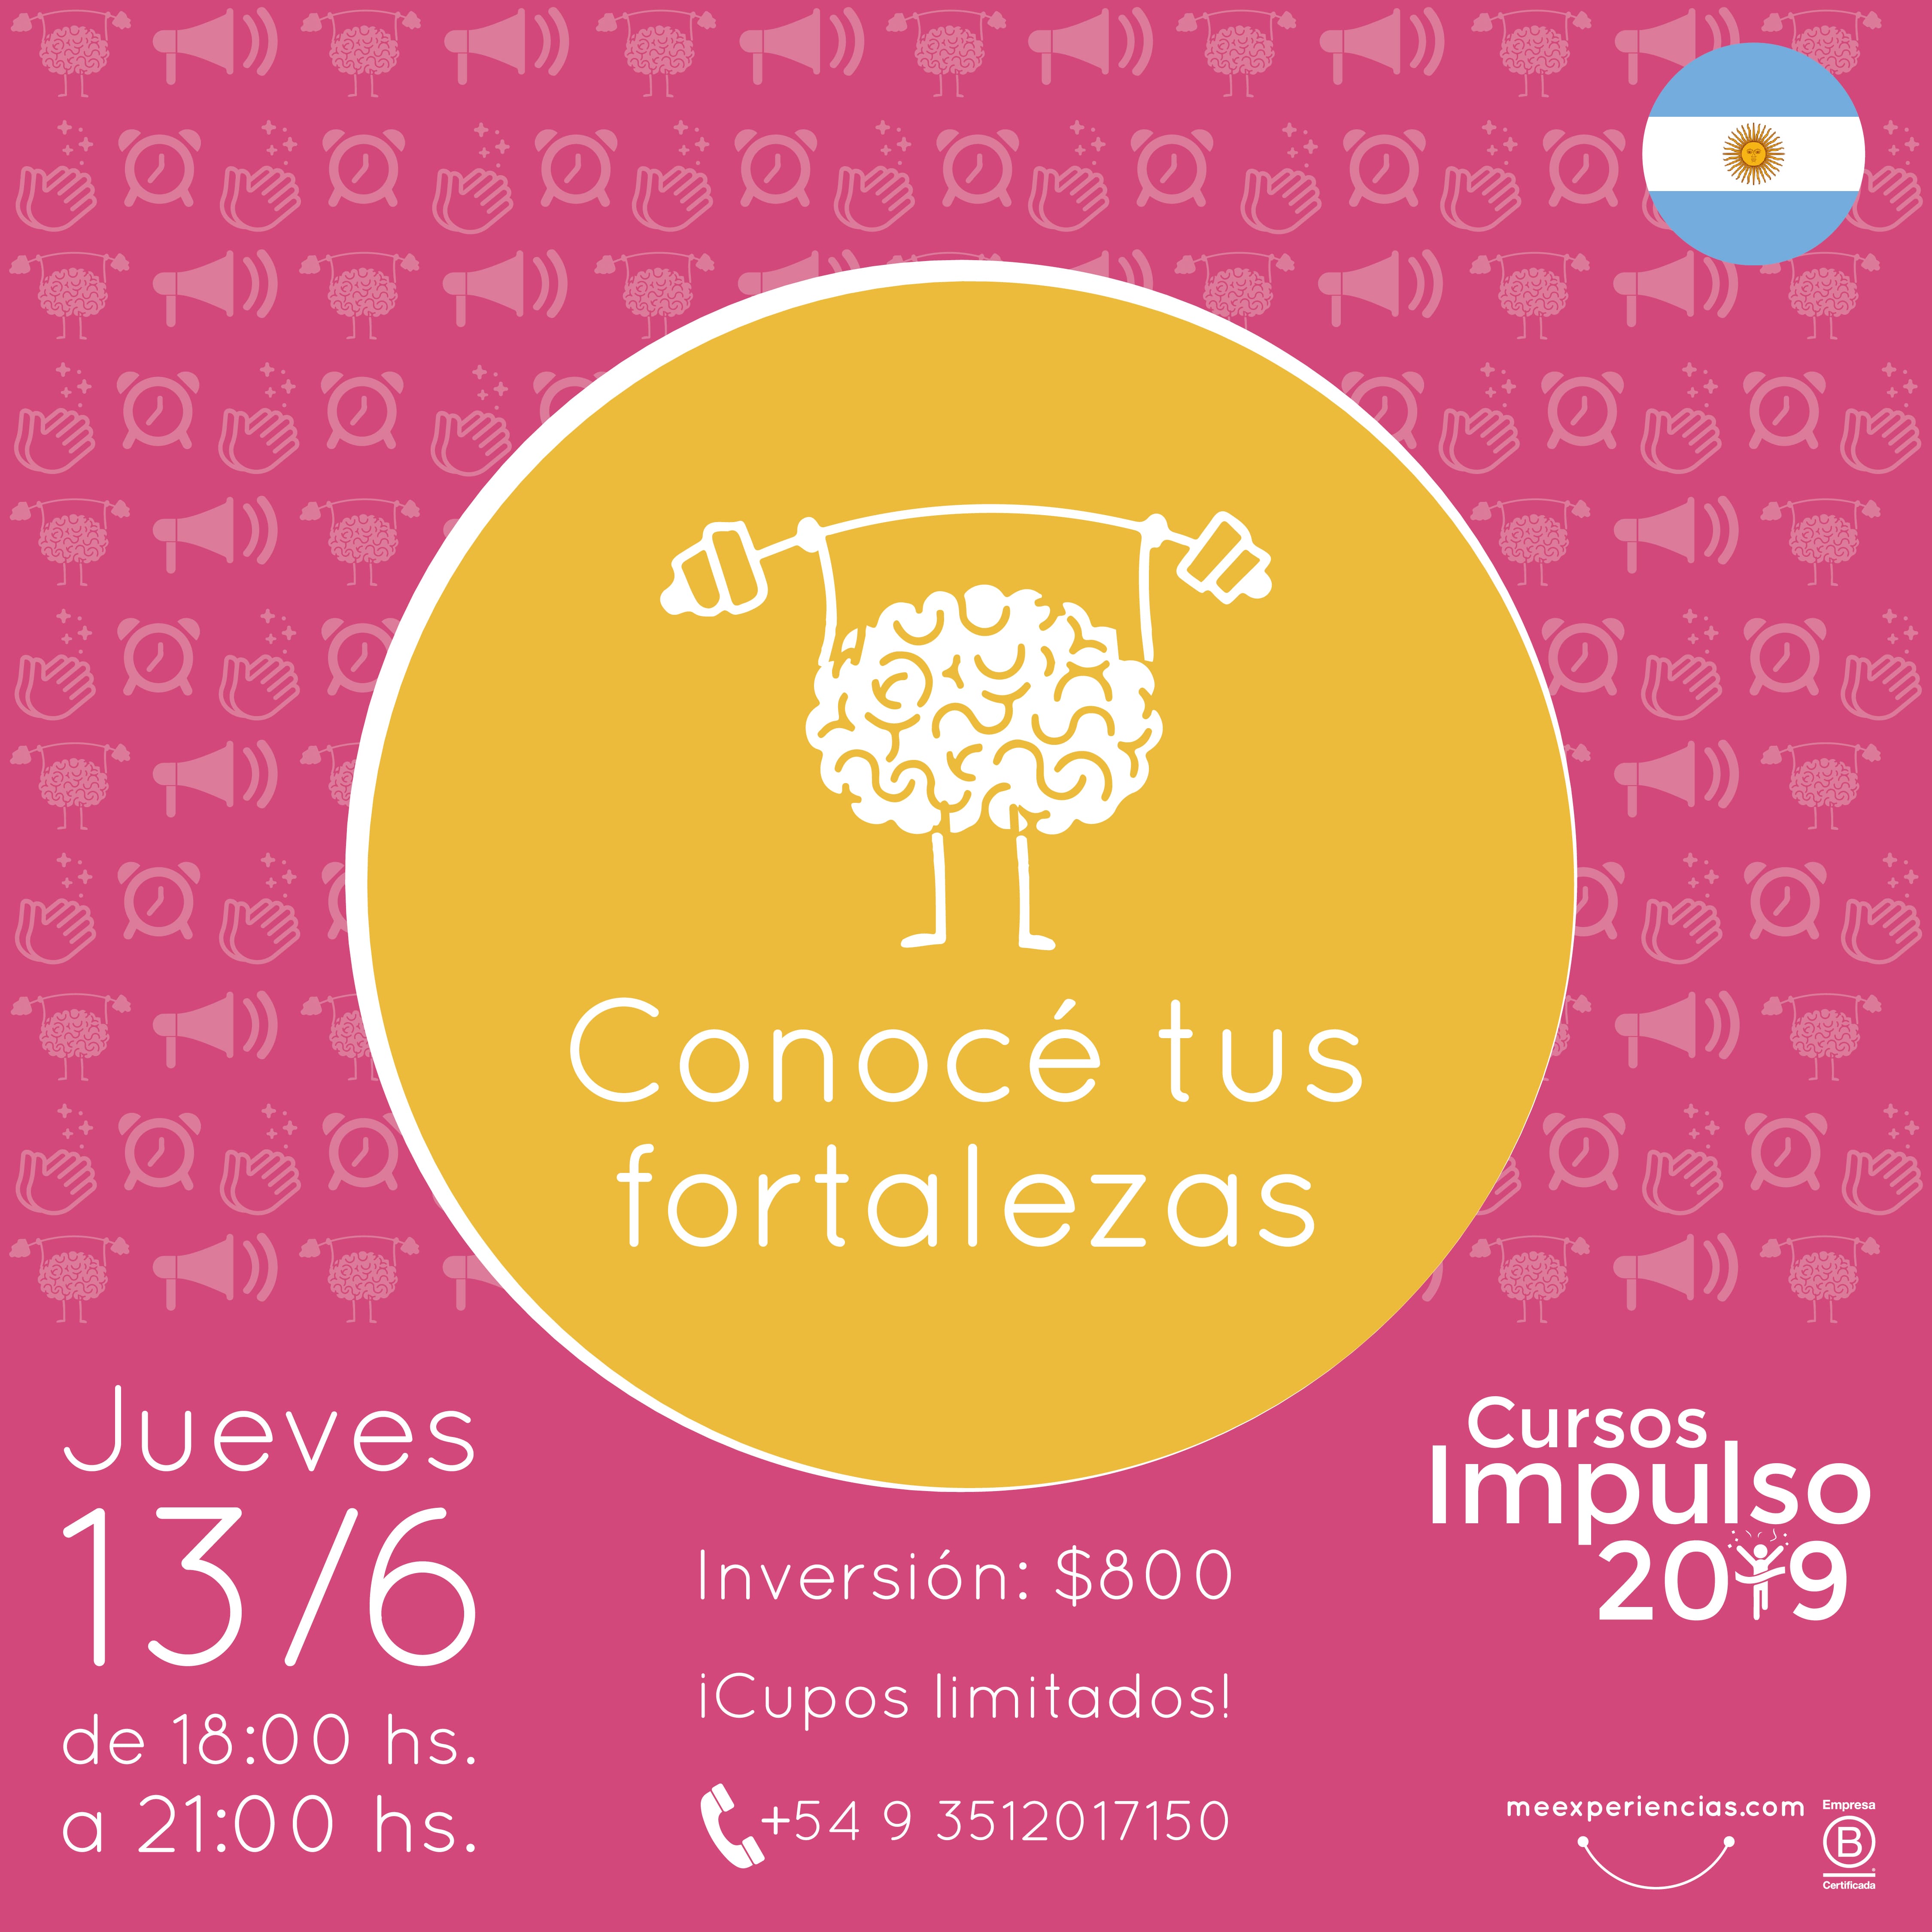 Conocé tus
fortalezas
Jueves
13/6
de 18:00 hs.
a 21:00 hs.
Inversión: $800
¡Cupos limitados!
+54 9 3512017150
Cursos
Impulso
2019
meexperiencias.com
Empresa
B
Certificada